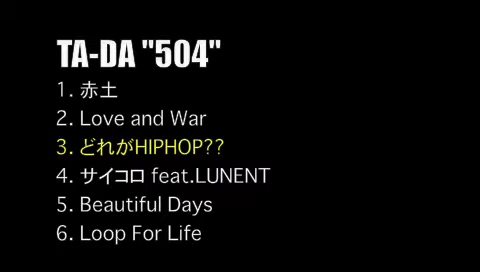 TA-DA "504"
1. 赤土
2. Love and War
3. どれがHIPHOP??
4. サイコロ feat.LUNENT
5. Beautiful Days
6. Loop For Life